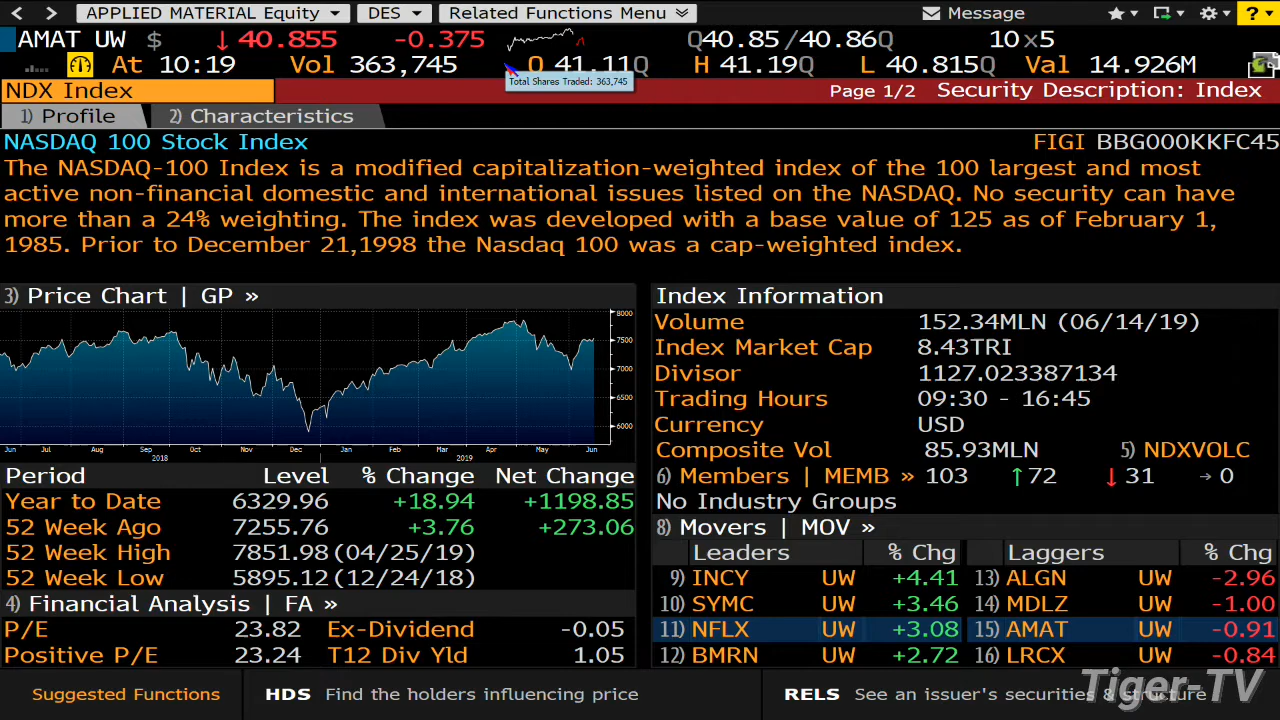 APPLIED MATERIAL Equity DES Related Functions Menu Message ?
AMAT UW $ ↓40.855 -0.375 Q40.85/40.86Q 10×5
At 10:19 Vol 363,745 O 41.11Q H 41.19Q L 40.815Q Val 14.926M
Total Shares Traded: 363,745
NDX Index Page 1/2 Security Description: Index
1) Profile 2) Characteristics
NASDAQ 100 Stock Index FIGI BBG000KKFC45
The NASDAQ-100 Index is a modified capitalization-weighted index of the 100 largest and most
active non-financial domestic and international issues listed on the NASDAQ. No security can have
more than a 24% weighting. The index was developed with a base value of 125 as of February 1,
1985. Prior to December 21,1998 the Nasdaq 100 was a cap-weighted index.
3) Price Chart | GP »
8000
7500
7000
6500
6000
Jun Jul Aug Sep Oct Nov Dec Jan Feb Mar Apr May Jun
2018 2019
Index Information
Volume 152.34MLN (06/14/19)
Index Market Cap 8.43TRI
Divisor 1127.023387134
Trading Hours 09:30 - 16:45
Currency USD
Composite Vol 85.93MLN 5) NDXVOLC
6) Members | MEMB » 103 ↑72 ↓31 →0
No Industry Groups
Period Level % Change Net Change
Year to Date 6329.96 +18.94 +1198.85
52 Week Ago 7255.76 +3.76 +273.06
52 Week High 7851.98 (04/25/19)
52 Week Low 5895.12 (12/24/18)
4) Financial Analysis | FA »
P/E 23.82 Ex-Dividend -0.05
Positive P/E 23.24 T12 Div Yld 1.05
8) Movers | MOV »
Leaders % Chg Laggers % Chg
9) INCY UW +4.41 13) ALGN UW -2.96
10) SYMC UW +3.46 14) MDLZ UW -1.00
11) NFLX UW +3.08 15) AMAT UW -0.91
12) BMRN UW +2.72 16) LRCX UW -0.84
Suggested Functions HDS Find the holders influencing price RELS See an issuer's securities & structure
Tiger-TV